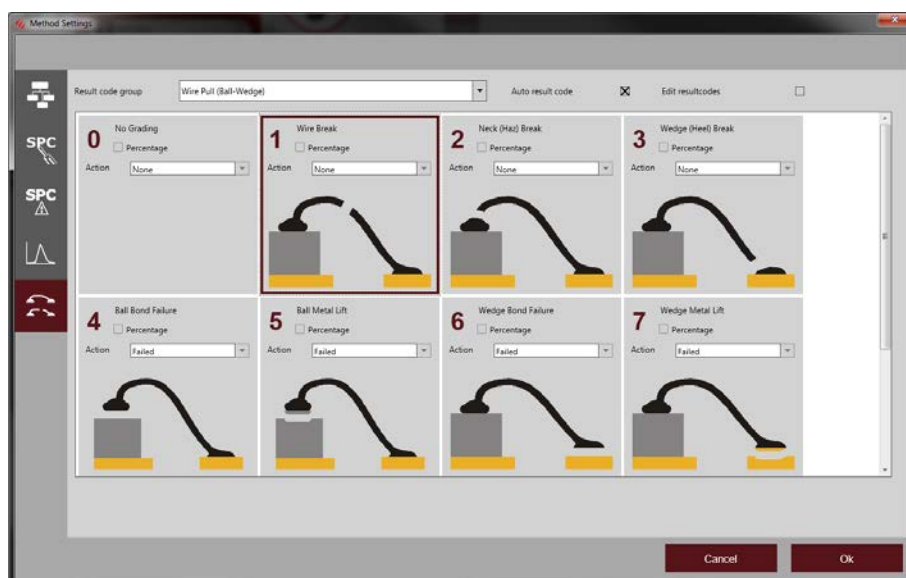 Method Settings
Result code group Wire Pull (Ball-Wedge) Auto result code Edit resultcodes
SPC
SPC
0 No Grading
Percentage
Action None
1 Wire Break
Percentage
Action None
2 Neck (Haz) Break
Percentage
Action None
3 Wedge (Heel) Break
Percentage
Action None
4 Ball Bond Failure
Percentage
Action Failed
5 Ball Metal Lift
Percentage
Action Failed
6 Wedge Bond Failure
Percentage
Action Failed
7 Wedge Metal Lift
Percentage
Action Failed
Cancel Ok